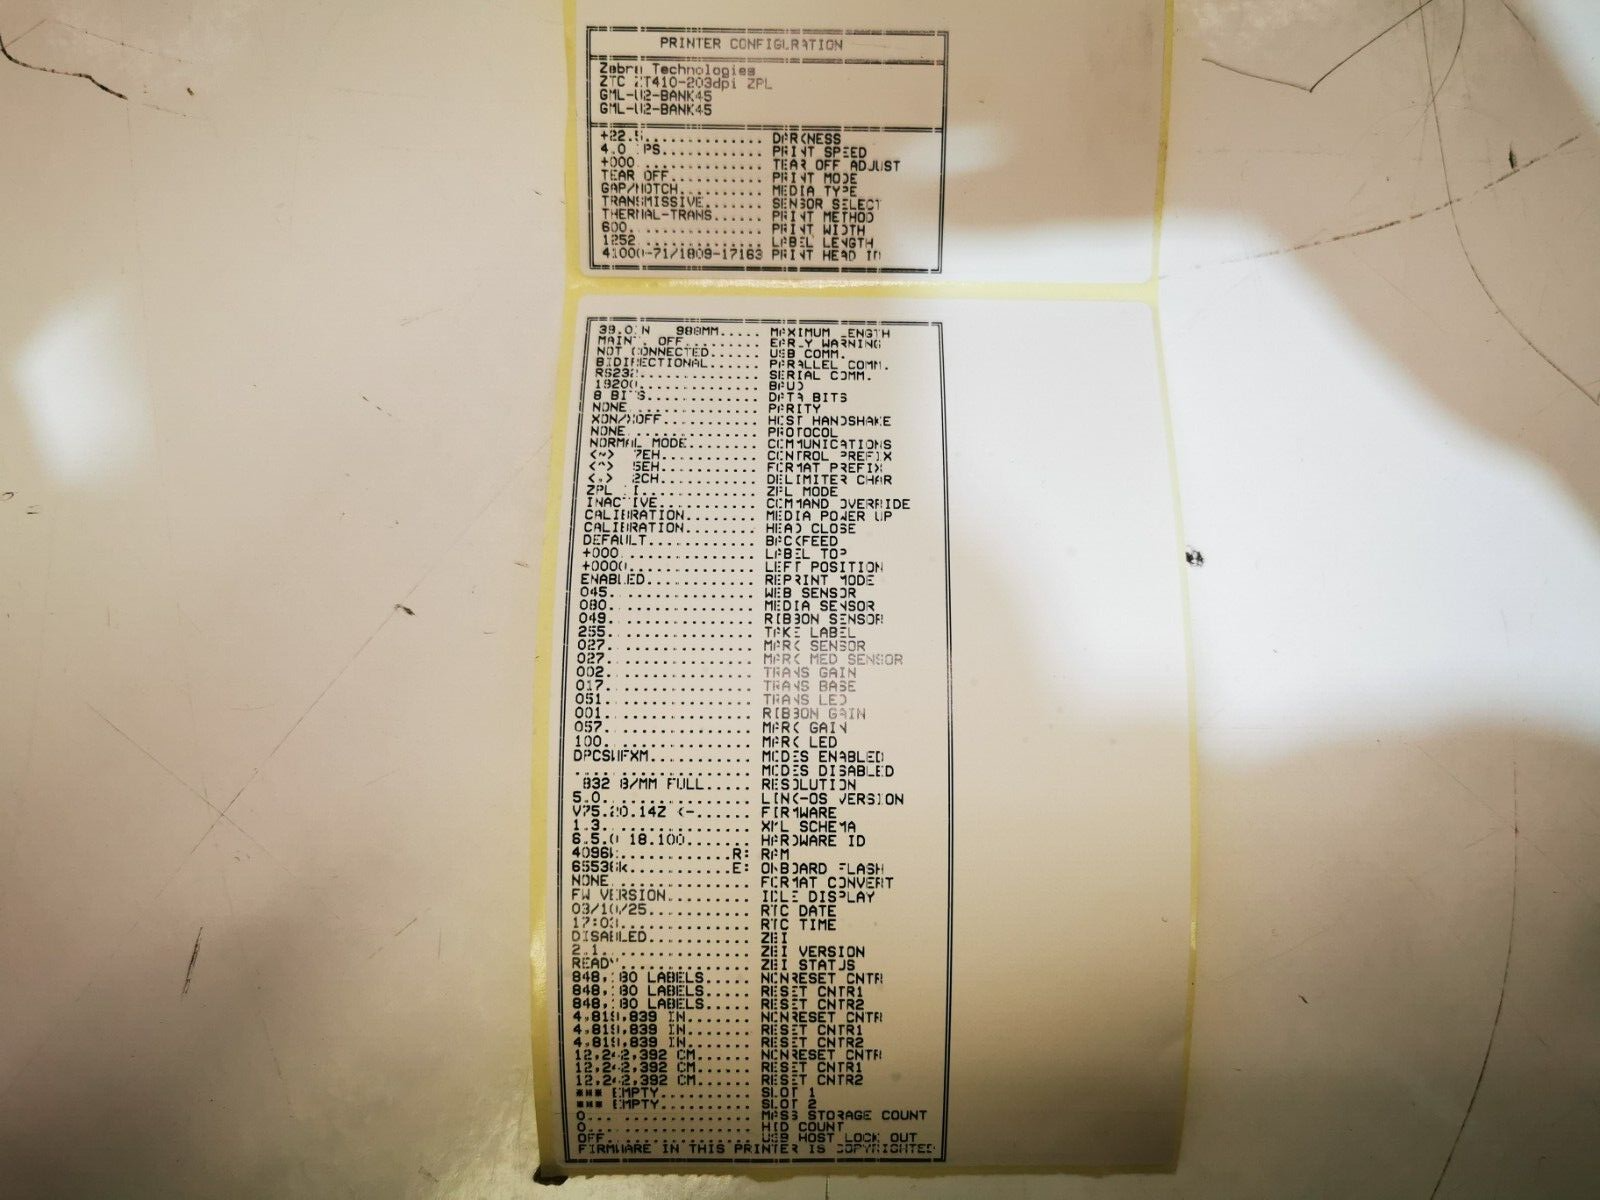 PRINTER CONFIGURATION
Zebra Technologies
ZTC ZT410-203dpi ZPL
GML-U2-BANK45
GML-U2-BANK45
+22.5............. DARKNESS
4.0 IPS............. PRINT SPEED
+000............. TEAR OFF ADJUST
TEAR OFF............. PRINT MODE
GAP/NOTCH............. MEDIA TYPE
TRANSMISSIVE....... SENSOR SELECT
THERMAL-TRANS...... PRINT METHOD
600............. PRINT WIDTH
1252............. LABEL LENGTH
41000-71/1809-17163 PRINT HEAD ID
39.0IN 988MM..... MAXIMUM LENGTH
MAINT. OFF........ EARLY WARNING
NOT CONNECTED...... USB COMM.
BIDIRECTIONAL...... PARALLEL COMM.
RS232............. SERIAL COMM.
19200............. BAUD
8 BITS............. DATA BITS
NONE............. PARITY
XON/XOFF.......... HOST HANDSHAKE
NONE............. PROTOCOL
NORMAL MODE........ COMMUNICATIONS
<~> 7EH.......... CONTROL PREFIX
<^> 5EH.......... FORMAT PREFIX
<,> 2CH.......... DELIMITER CHAR
ZPL II............. ZPL MODE
INACTIVE.......... COMMAND OVERRIDE
CALIBRATION........ MEDIA POWER UP
CALIBRATION........ HEAD CLOSE
DEFAULT............ BACKFEED
+000............. LABEL TOP
+0000............. LEFT POSITION
ENABLED............ REPRINT MODE
045............. WEB SENSOR
080............. MEDIA SENSOR
049............. RIBBON SENSOR
255............. TAKE LABEL
027............. MARK SENSOR
027............. MARK MED SENSOR
002............. TRANS GAIN
017............. TRANS BASE
051............. TRANS LED
001............. RIBBON GAIN
057............. MARK GAIN
100............. MARK LED
DPCSWFXM........... MODES ENABLED
................... MODES DISABLED
832 8/MM FULL..... RESOLUTION
5.0............. LINK-OS VERSION
V75.20.14Z <-...... FIRMWARE
1.3............. XML SCHEMA
6.5.0 18.100....... HARDWARE ID
4096k............R: RAM
65536k...........E: ONBOARD FLASH
NONE............. FORMAT CONVERT
FW VERSION......... IDLE DISPLAY
03/10/25........... RTC DATE
RTC TIME
DISABLED........... ZBI
2.1............. ZBI VERSION
READY............. ZBI STATUS
LABELS..... NONRESET CNTR
LABELS..... RESET CNTR1
LABELS..... RESET CNTR2
4,819,839 IN....... NONRESET CNTR
4,819,839 IN....... RESET CNTR1
4,819,839 IN....... RESET CNTR2
12,242,392 CM...... NONRESET CNTR
12,242,392 CM...... RESET CNTR1
12,242,392 CM...... RESET CNTR2
*** EMPTY.......... SLOT 1
*** EMPTY.......... SLOT 2
0............. MASS STORAGE COUNT
0............. HID COUNT
OFF............. USB HOST LOCK OUT
FIRMWARE IN THIS PRINTER IS COPYRIGHTED